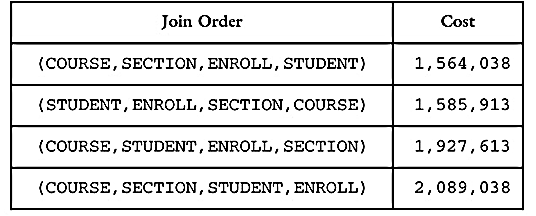 Join Order Cost
(COURSE,SECTION,ENROLL,STUDENT) 1,564,038
(STUDENT,ENROLL,SECTION,COURSE) 1,585,913
(COURSE,STUDENT,ENROLL,SECTION) 1,927,613
(COURSE,SECTION,STUDENT,ENROLL) 2,089,038